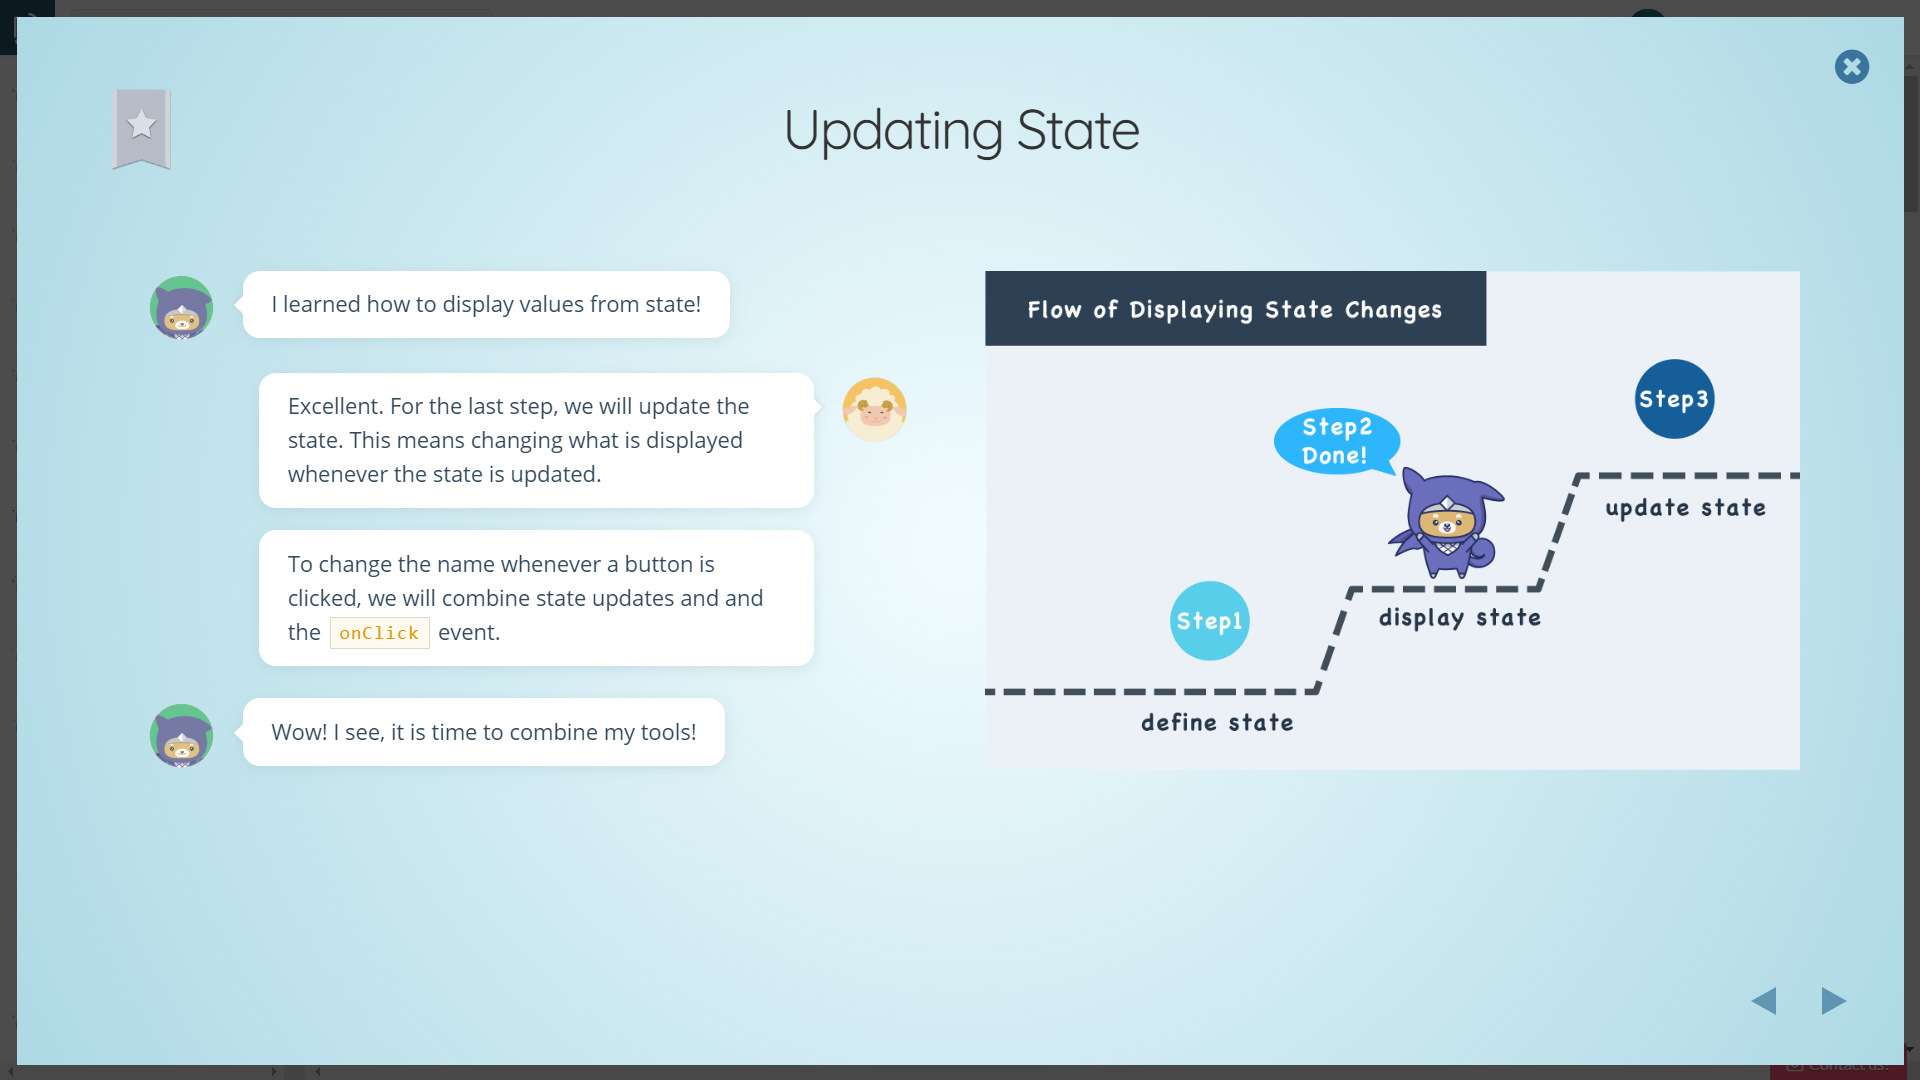 Updating State
I learned how to display values from state!
Excellent. For the last step, we will update the
state. This means changing what is displayed
whenever the state is updated.
To change the name whenever a button is
clicked, we will combine state updates and and
the onClick event.
Wow! I see, it is time to combine my tools!
Flow of Displaying State Changes
Step3
Step2
Done!
update state
Step1
display state
define state
Contact us!